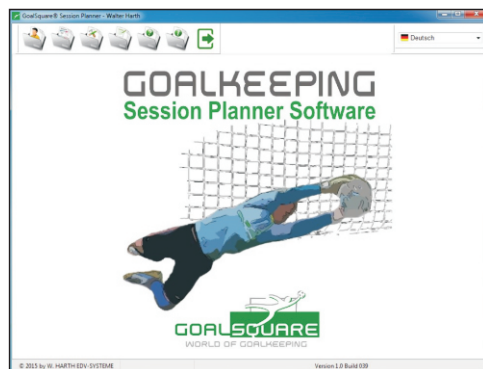 GoalSquare® Session Planner - Walter Harth
Deutsch
GOALKEEPING
Session Planner Software
GOALSQUARE
WORLD OF GOALKEEPING
© 2015 by W. HARTH EDV-SYSTEME
Version 1.0 Build 039